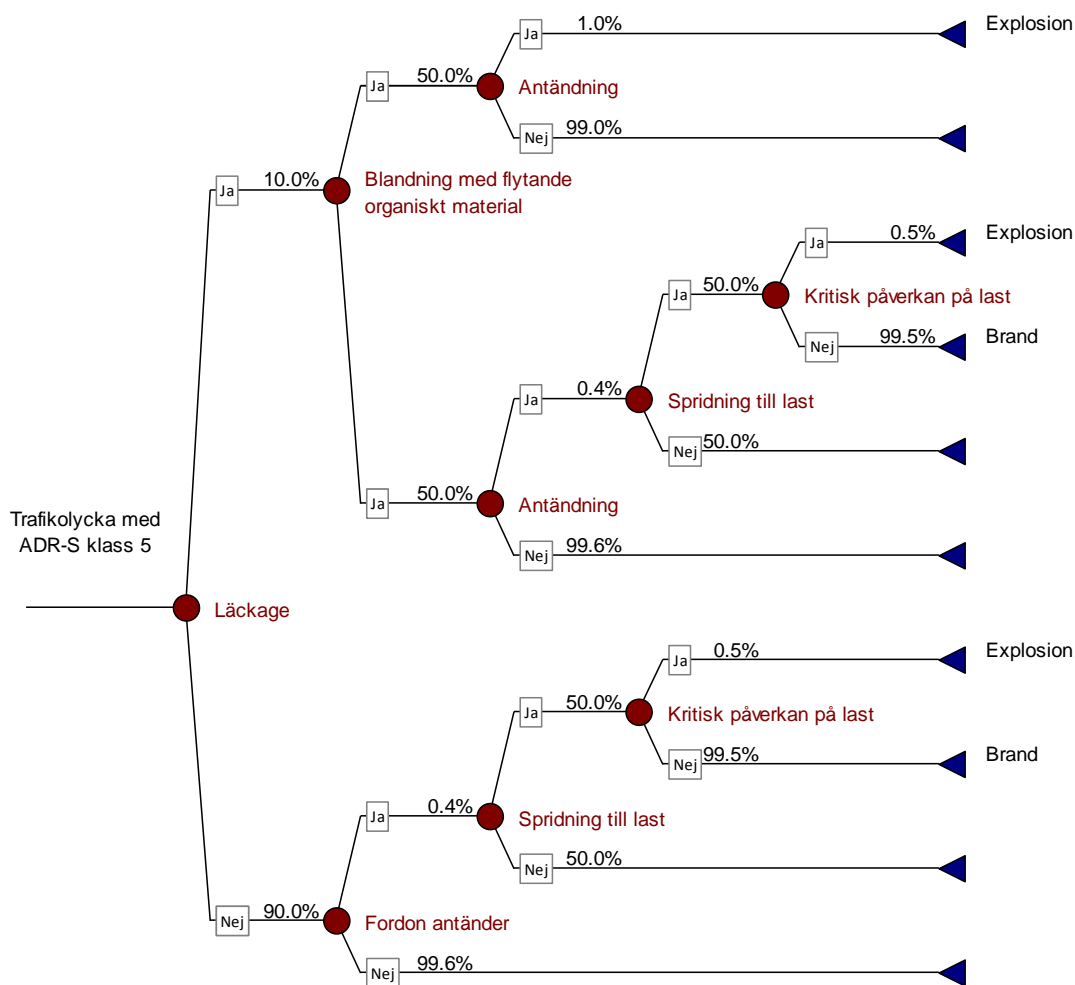 Ja 1.0% Explosion
Ja 50.0% Antändning
Nej 99.0%
Ja 10.0% Blandning med flytande
organiskt material
Ja 0.5% Explosion
Ja 50.0% Kritisk påverkan på last
Nej 99.5% Brand
Ja 0.4% Spridning till last
Nej 50.0%
Ja 50.0% Antändning
Nej 99.6%
Trafikolycka med
ADR-S klass 5
Läckage
Ja 0.5% Explosion
Ja 50.0% Kritisk påverkan på last
Nej 99.5% Brand
Ja 0.4% Spridning till last
Nej 50.0%
Nej 90.0% Fordon antänder
Nej 99.6%